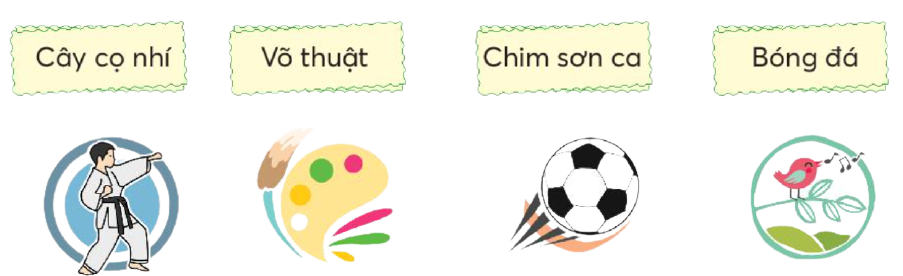 Cây cọ nhí
Võ thuật
Chim sơn ca
Bóng đá